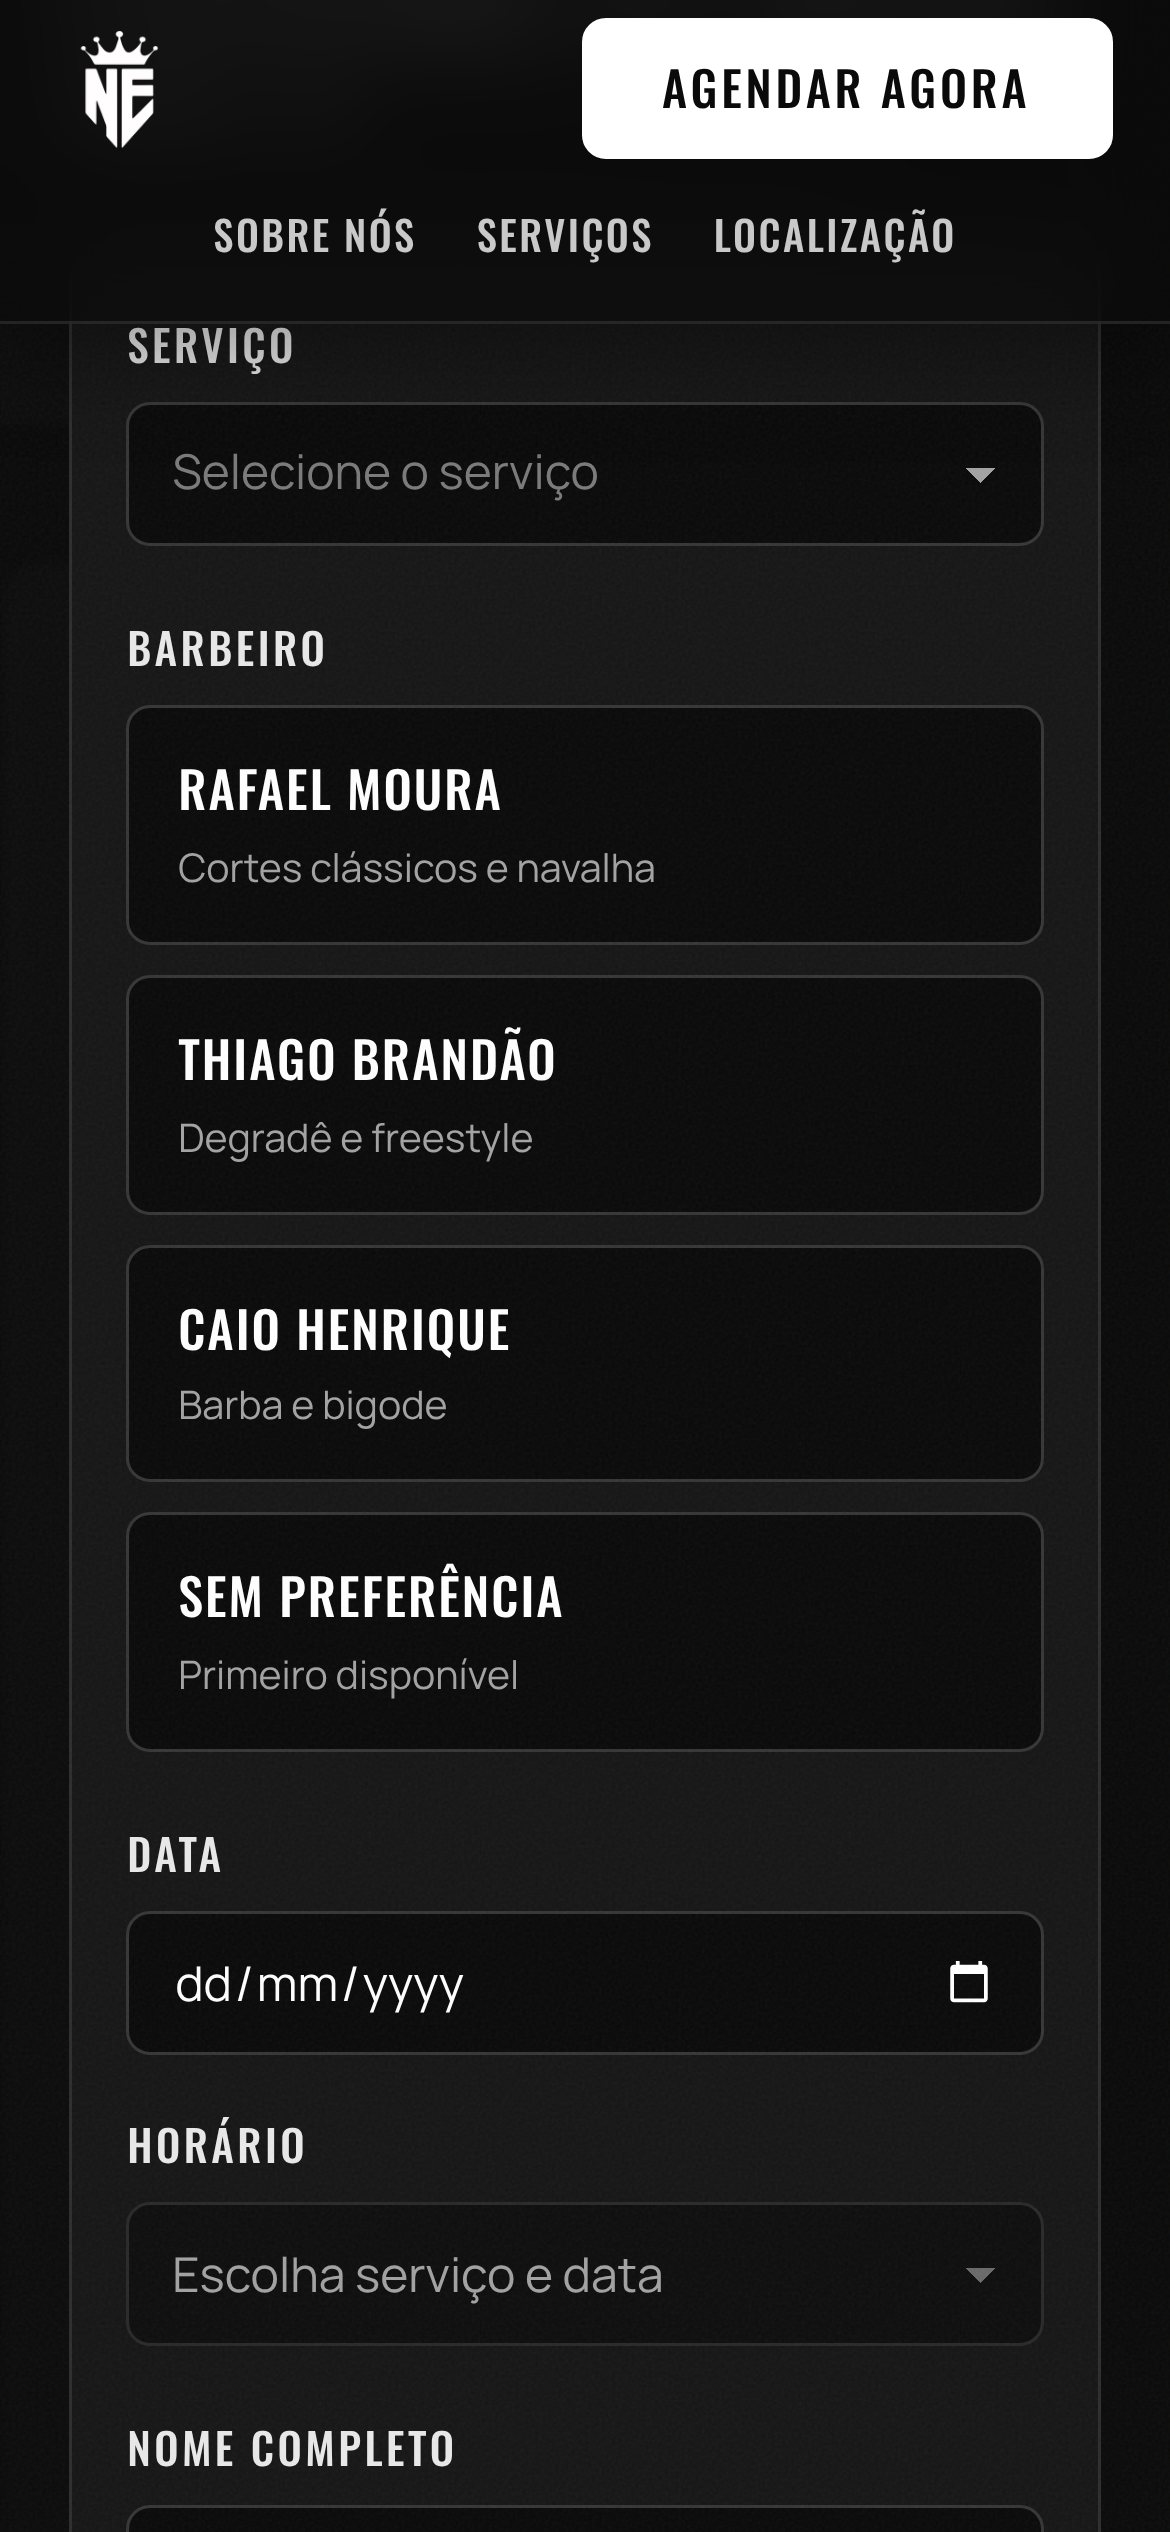 NE
AGENDAR AGORA
SOBRE NÓS SERVIÇOS LOCALIZAÇÃO
SERVIÇO
Selecione o serviço
BARBEIRO
RAFAEL MOURA
Cortes clássicos e navalha
THIAGO BRANDÃO
Degradê e freestyle
CAIO HENRIQUE
Barba e bigode
SEM PREFERÊNCIA
Primeiro disponível
DATA
dd/mm/yyyy
HORÁRIO
Escolha serviço e data
NOME COMPLETO